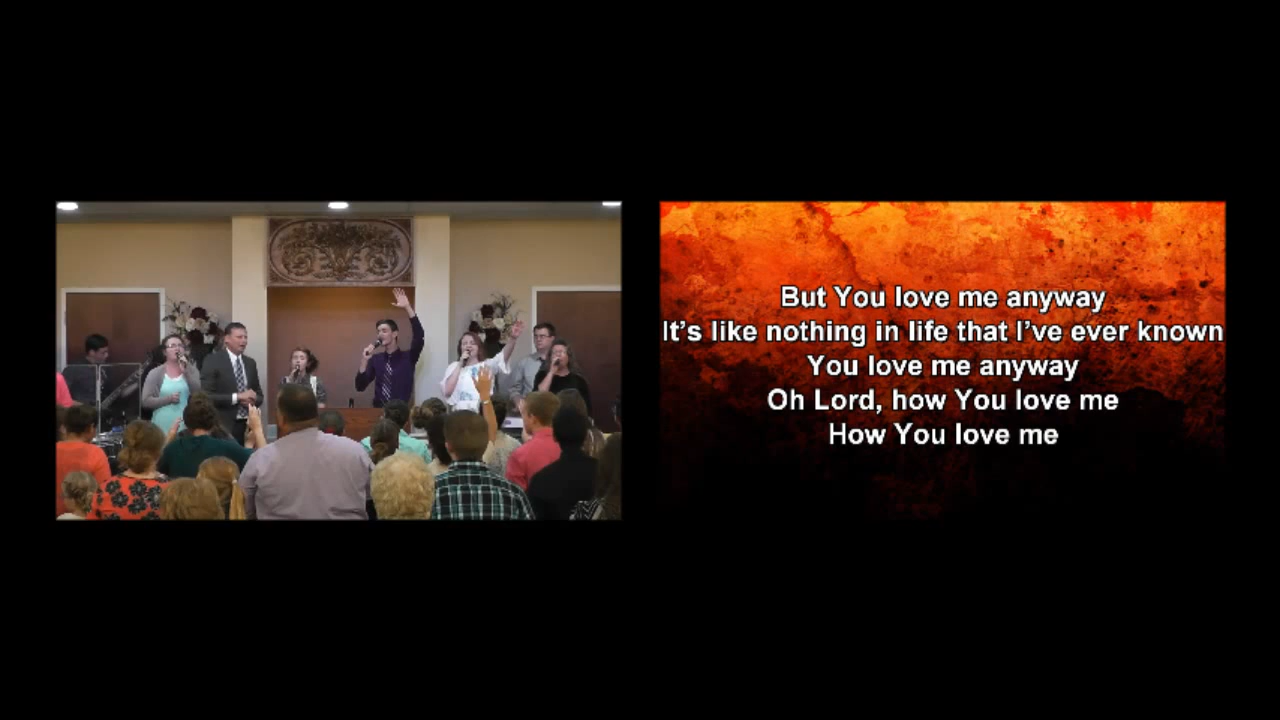 But You love me anyway
It's like nothing in life that I've ever known
You love me anyway
Oh Lord, how You love me
How You love me